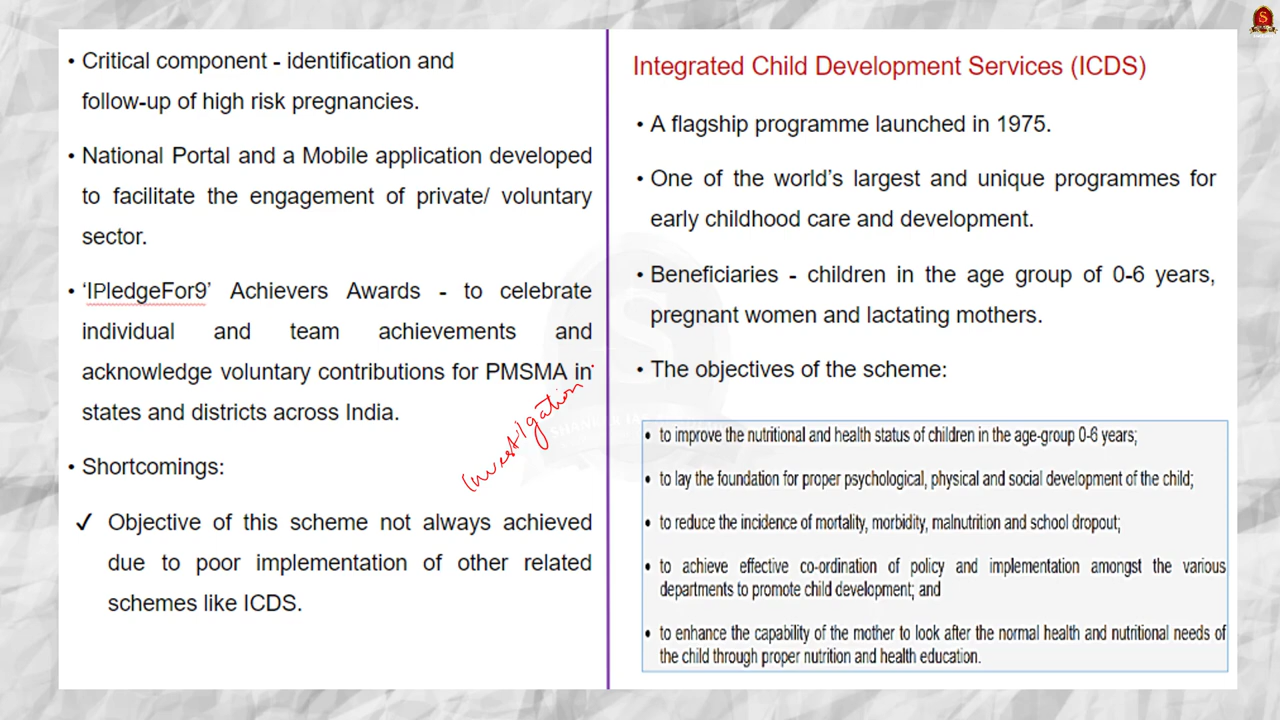 • Critical component - identification and
follow-up of high risk pregnancies.
• National Portal and a Mobile application developed
to facilitate the engagement of private/ voluntary
sector.
• ‘IPledgeFor9’ Achievers Awards - to celebrate
individual and team achievements and
acknowledge voluntary contributions for PMSMA in
states and districts across India.
Investigation
• Shortcomings:
✓ Objective of this scheme not always achieved
due to poor implementation of other related
schemes like ICDS.
Integrated Child Development Services (ICDS)
• A flagship programme launched in 1975.
• One of the world’s largest and unique programmes for
early childhood care and development.
• Beneficiaries - children in the age group of 0-6 years,
pregnant women and lactating mothers.
• The objectives of the scheme:
• to improve the nutritional and health status of children in the age-group 0-6 years;
• to lay the foundation for proper psychological, physical and social development of the child;
• to reduce the incidence of mortality, morbidity, malnutrition and school dropout;
• to achieve effective co-ordination of policy and implementation amongst the various
departments to promote child development; and
• to enhance the capability of the mother to look after the normal health and nutritional needs of
the child through proper nutrition and health education.